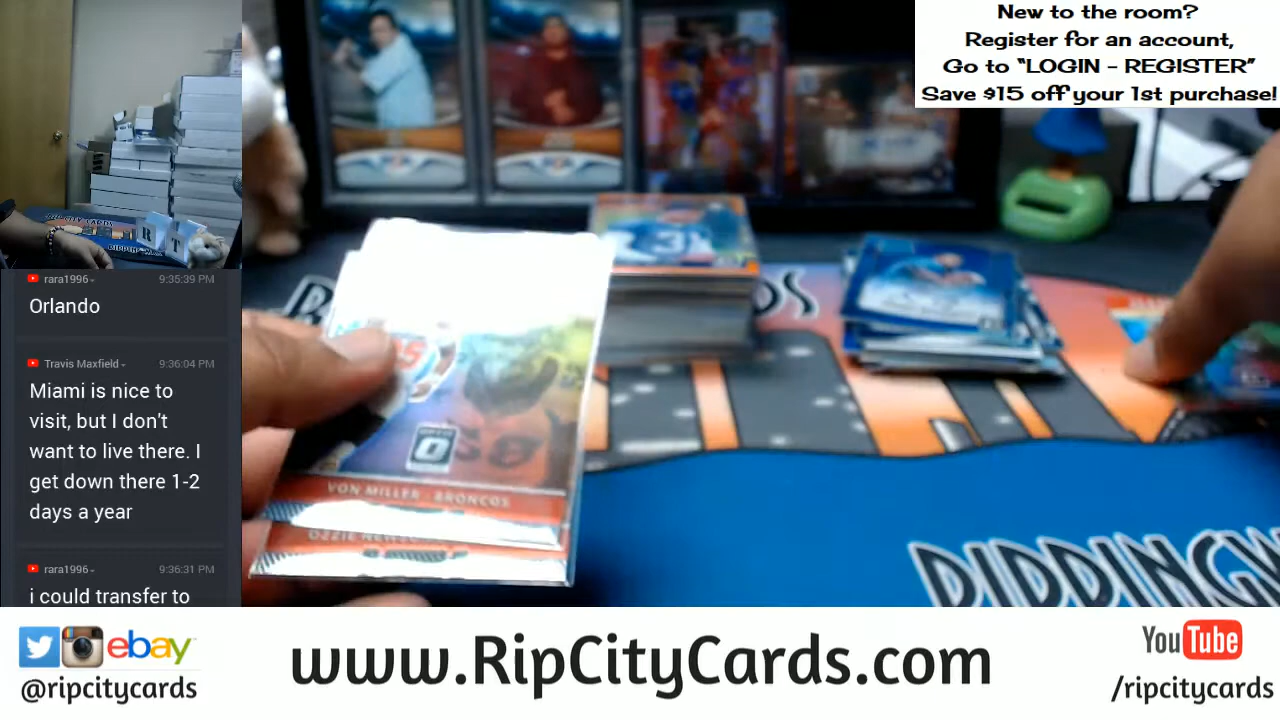 New to the room?
Register for an account,
Go to "LOGIN - REGISTER"
Save $15 off your 1st purchase!
rara1996
9:35:39 PM
Orlando
Travis Maxfield
9:36:04 PM
Miami is nice to
visit, but I don't
want to live there. I
get down there 1-2
days a year
rara1996
9:36:31 PM
i could transfer to
R T
OPTIC
VON MILLER - BRONCOS
OZZIE
ebay
@ripcitycards
www.RipCityCards.com
YouTube
/ripcitycards